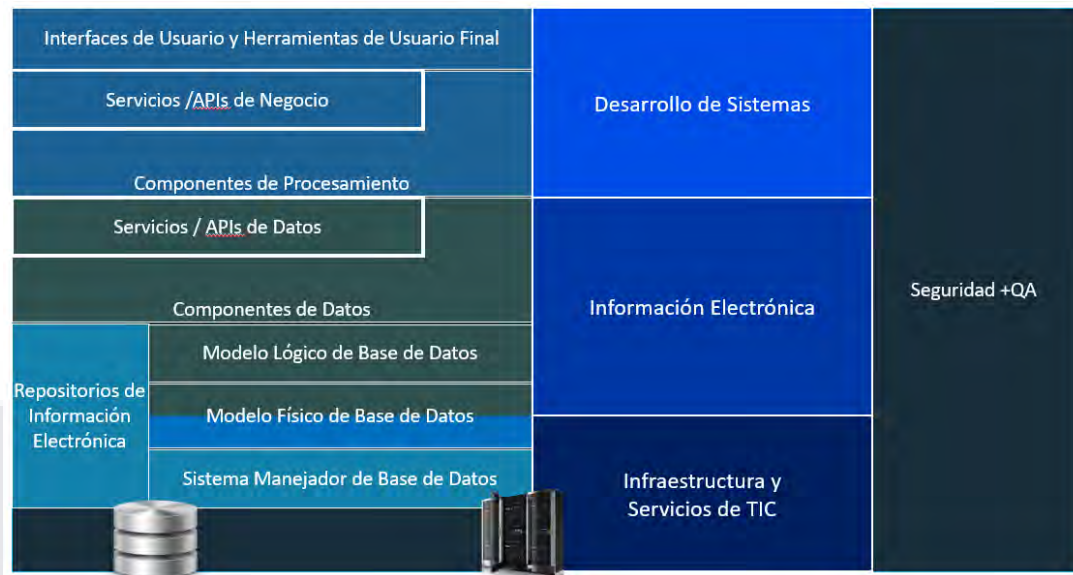 Interfaces de Usuario y Herramientas de Usuario Final
Servicios /APIs de Negocio
Componentes de Procesamiento
Servicios / APIs de Datos
Componentes de Datos
Repositorios de
Información
Electrónica
Modelo Lógico de Base de Datos
Modelo Físico de Base de Datos
Sistema Manejador de Base de Datos
Desarrollo de Sistemas
Información Electrónica
Infraestructura y
Servicios de TIC
Seguridad +QA